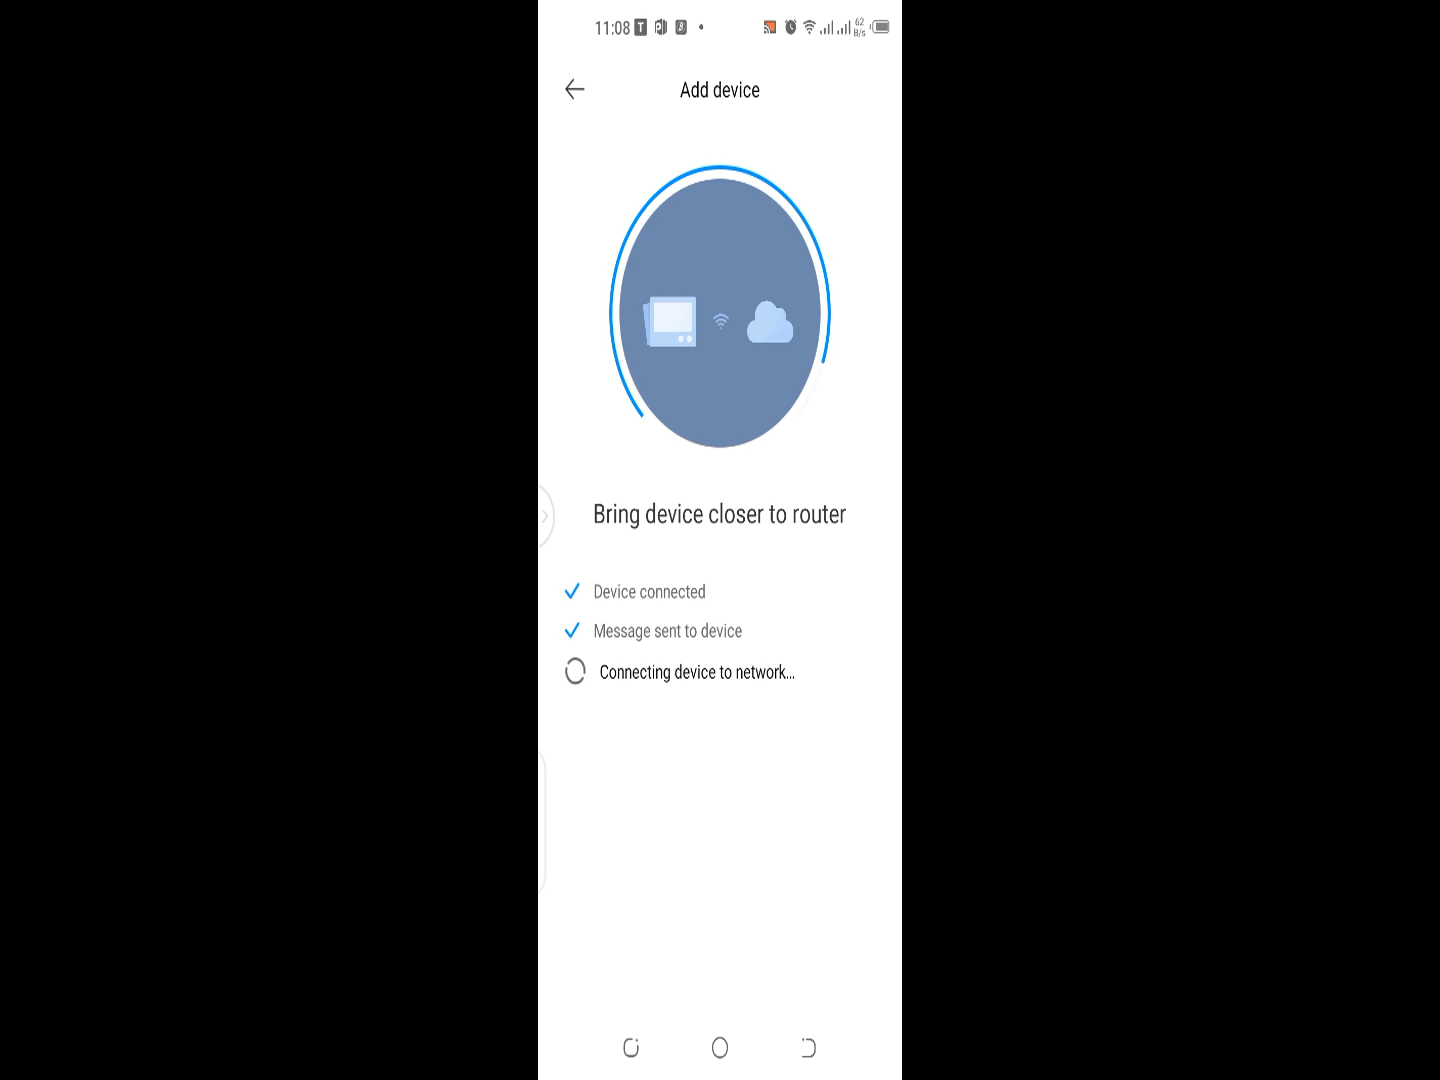 11:08 T 62 B/s
Add device
Bring device closer to router
Device connected
Message sent to device
Connecting device to network...